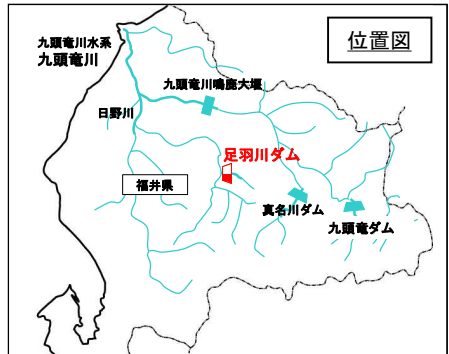 位置図
九頭竜川水系
九頭竜川
九頭竜川鳴鹿大堰
日野川
足羽川ダム
福井県
真名川ダム
九頭竜ダム